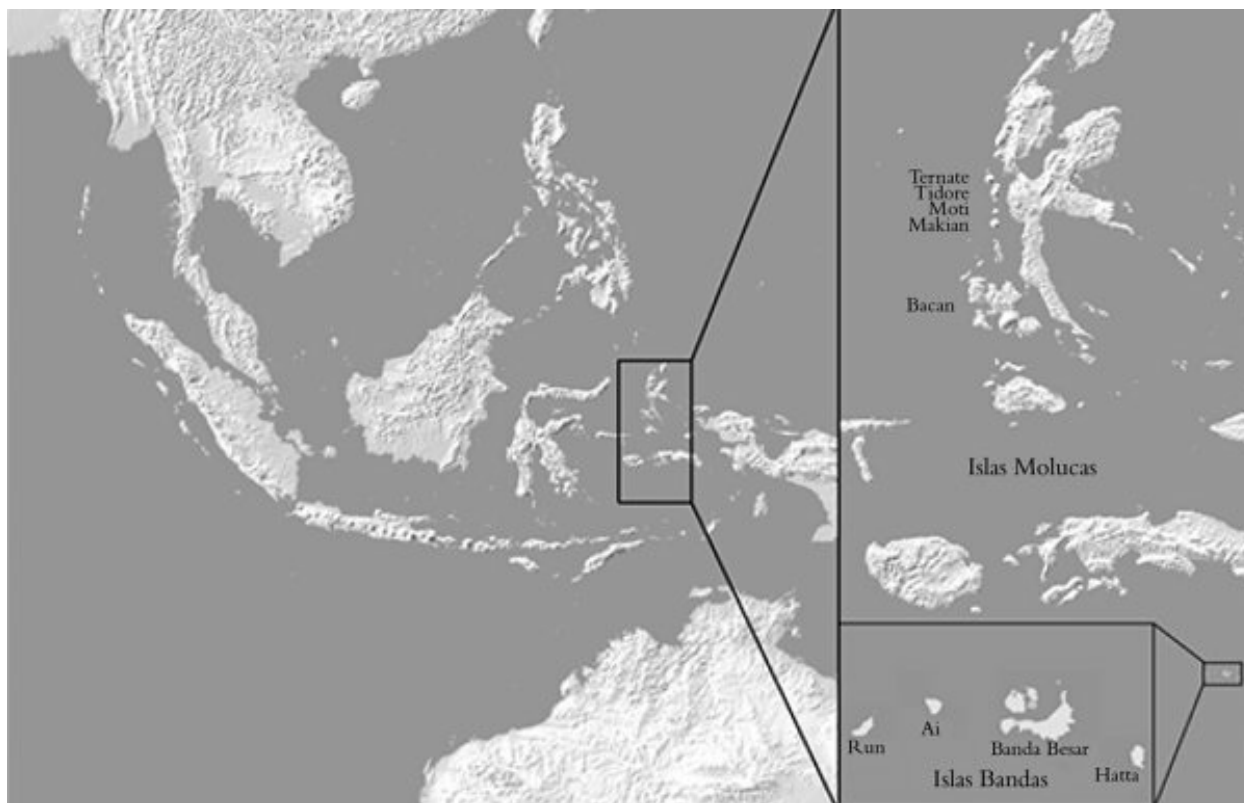 Ternate
Tidore
Moti
Makian
Bacan
Islas Molucas
Ai
Run
Banda Besar
Hatta
Islas Bandas